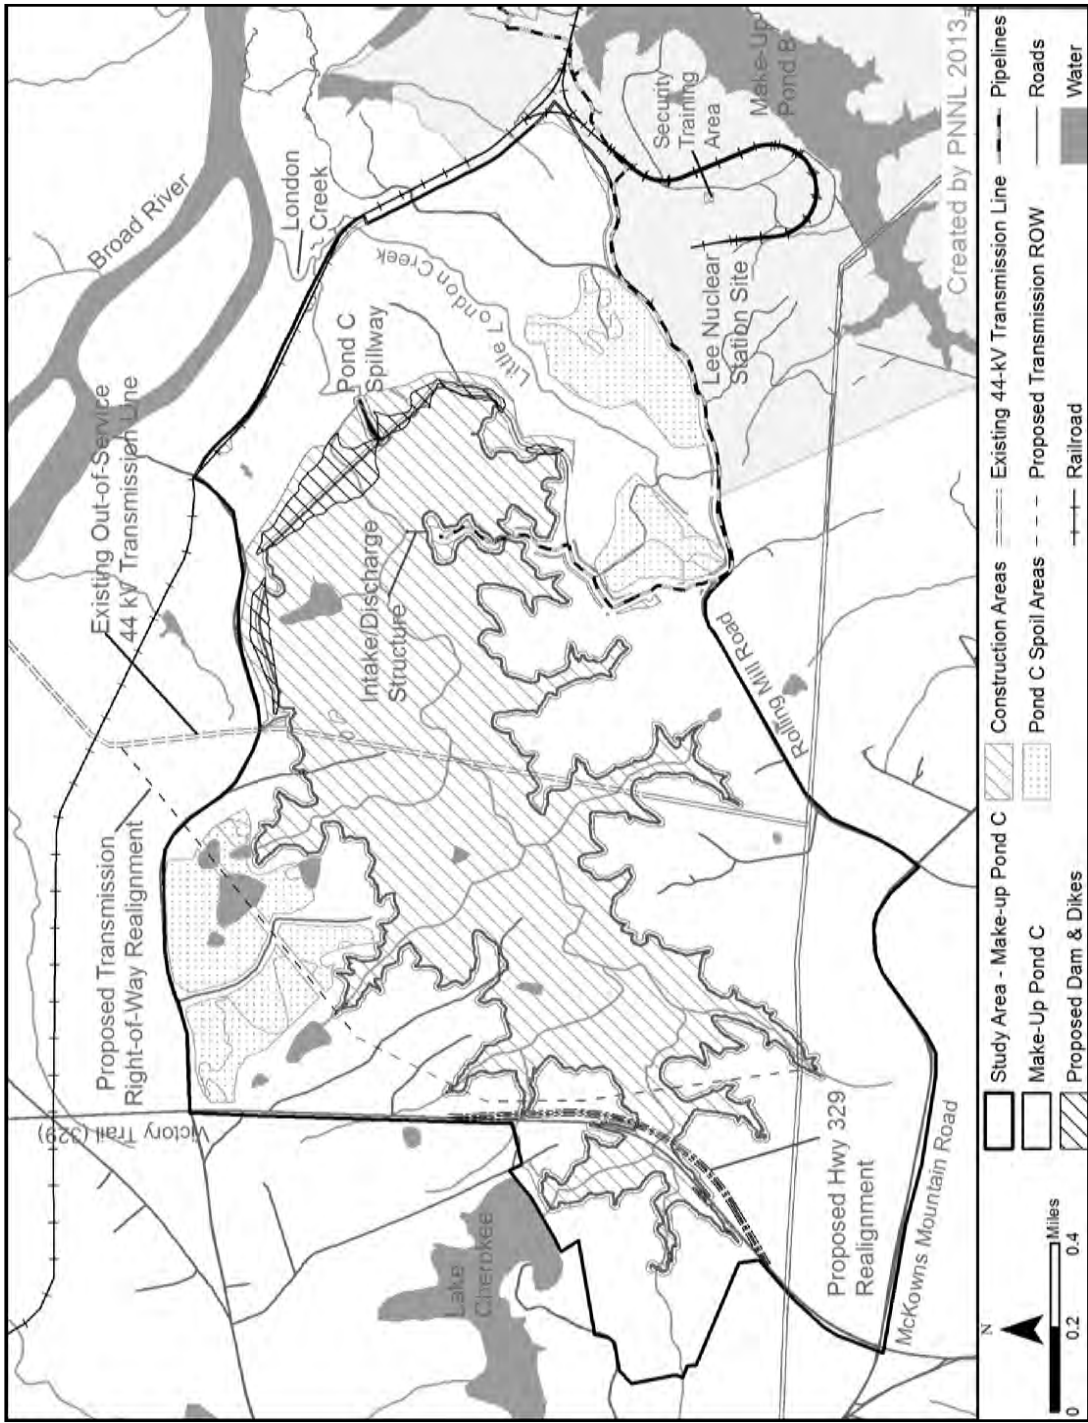 Broad River
London
Creek
Existing Out-of-Service
44 kV Transmission Line
Proposed Transmission
Right-of-Way Realignment
Victory Trail (329)
Pond C
Spillway
Little London Creek
Intake/Discharge
Structure
Security
Training
Area
Make-Up
Pond B
Lee Nuclear
Station Site
Rolling Mill Road
Lake
Cherokee
Proposed Hwy 329
Realignment
McKowns Mountain Road
Created by PNNL 2013
N
Miles
0 0.2 0.4
Study Area - Make-up Pond C
Construction Areas
Existing 44-kV Transmission Line
Pipelines
Make-Up Pond C
Pond C Spoil Areas
Proposed Transmission ROW
Roads
Proposed Dam & Dikes
Railroad
Water